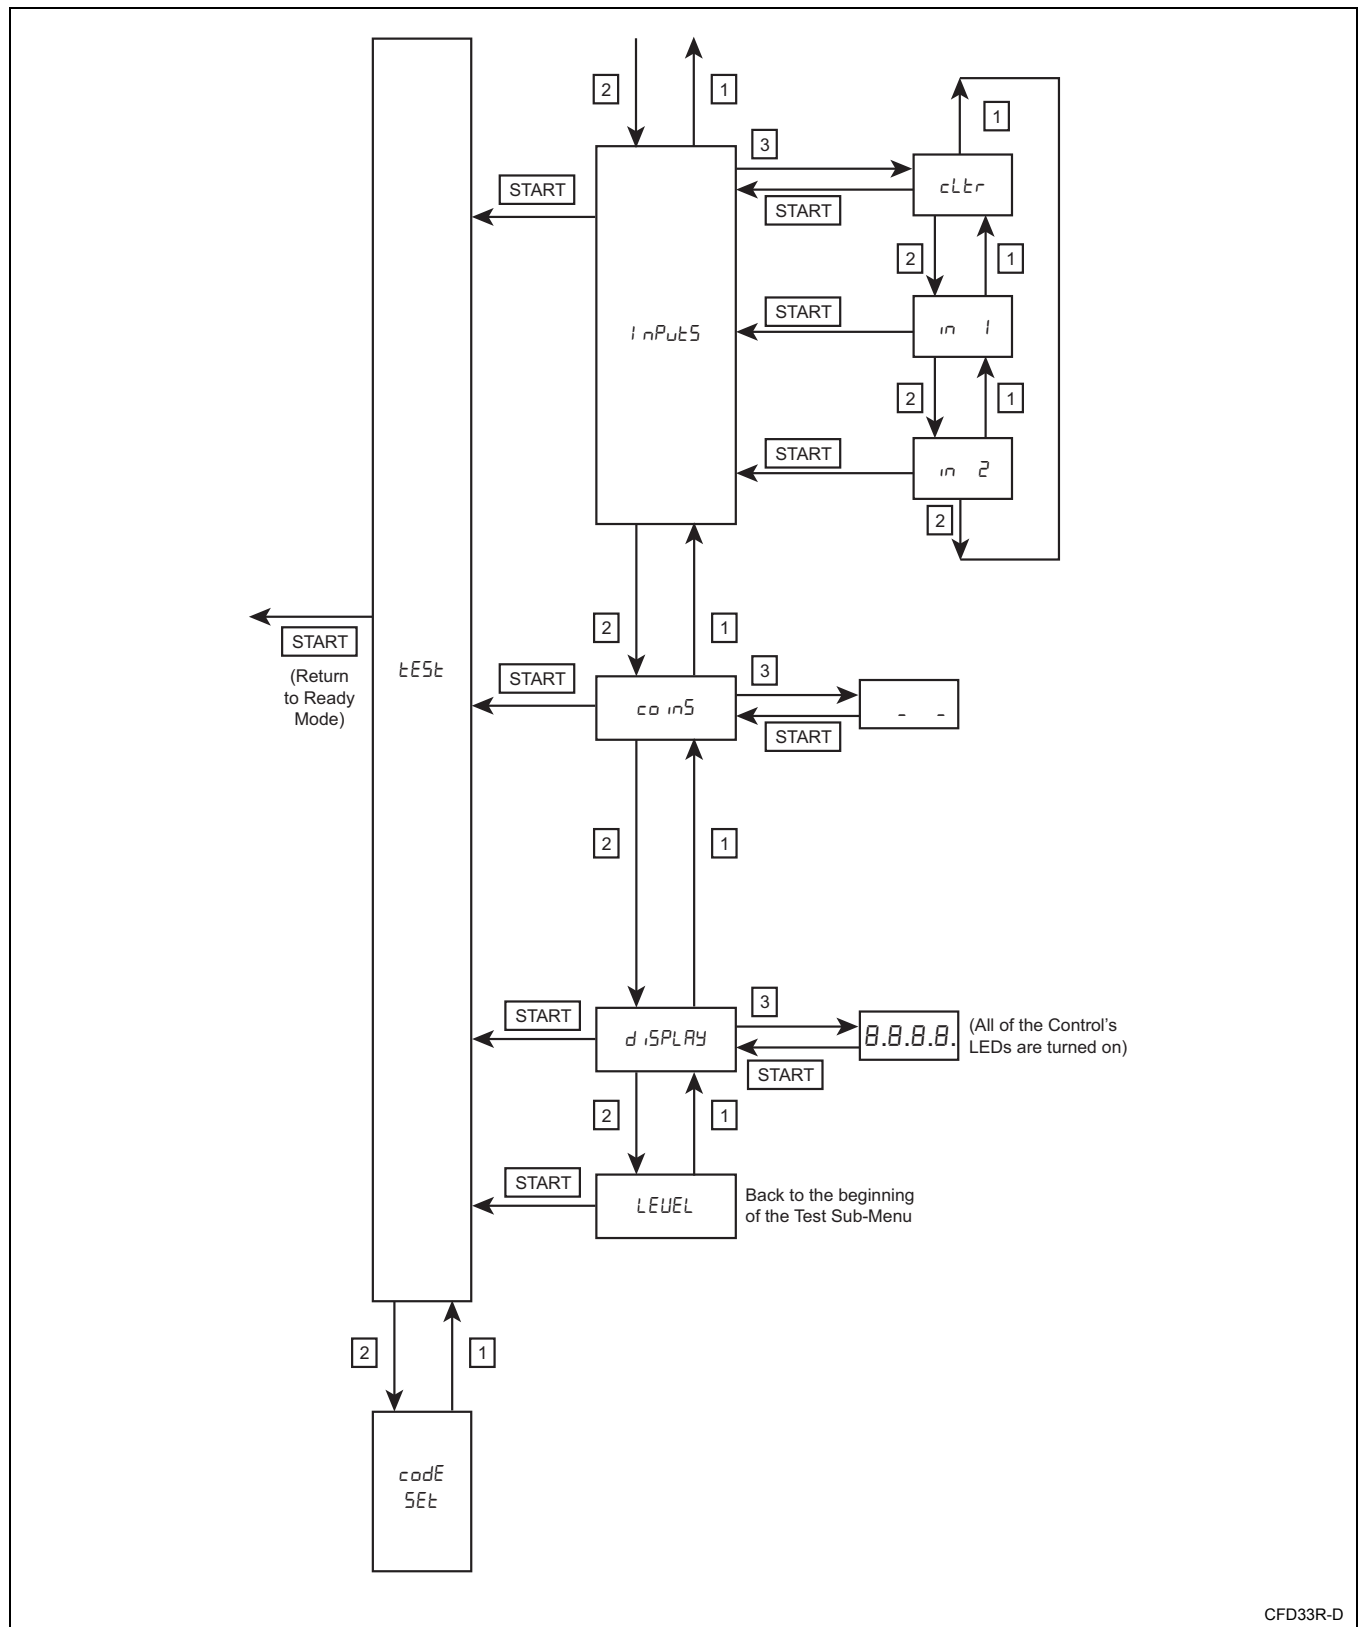 2
1
1
3
cLtr
START
START
2
1
InPutS
START
in 1
2
1
START
in 2
2
START
(Return
to Ready
Mode)
tESt
2
1
START
coinS
3
- -
START
2
1
START
diSPLAY
3
8.8.8.8.
(All of the Control's
LEDs are turned on)
START
2
1
START
LEVEL
Back to the beginning
of the Test Sub-Menu
2
1
codE
SEt
CFD33R-D